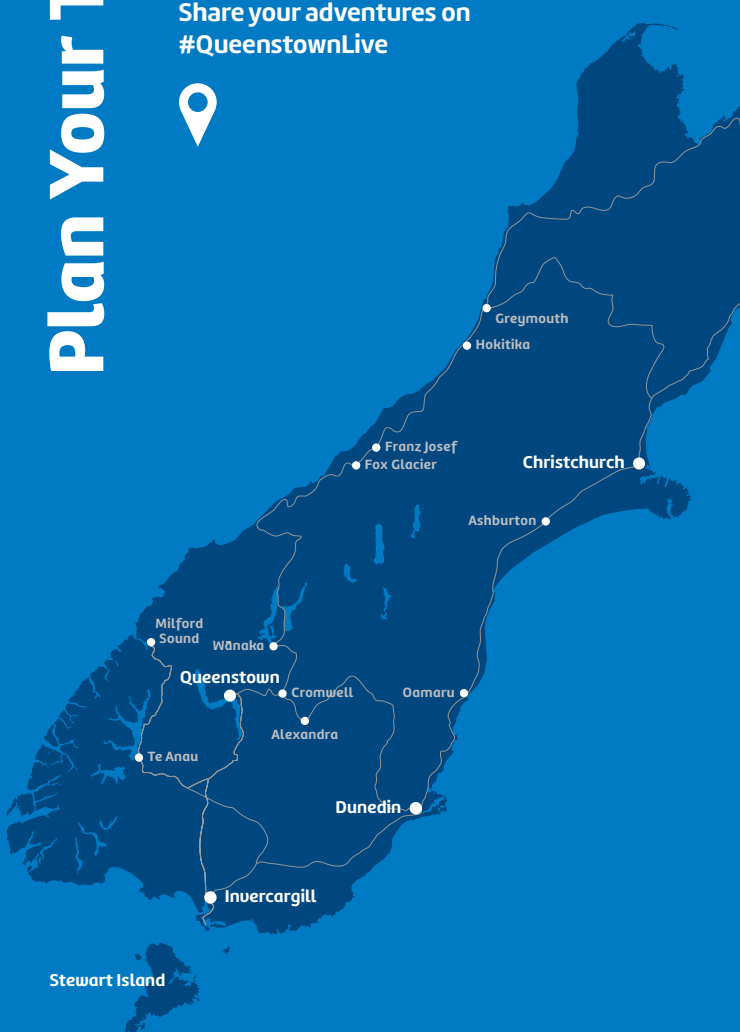 Share your adventures on
#QueenstownLive
Plan Your
Greymouth
Hokitika
Franz Josef
Fox Glacier
Christchurch
Ashburton
Milford
Sound
Wānaka
Queenstown
Cromwell
Oamaru
Alexandra
Te Anau
Dunedin
Invercargill
Stewart Island